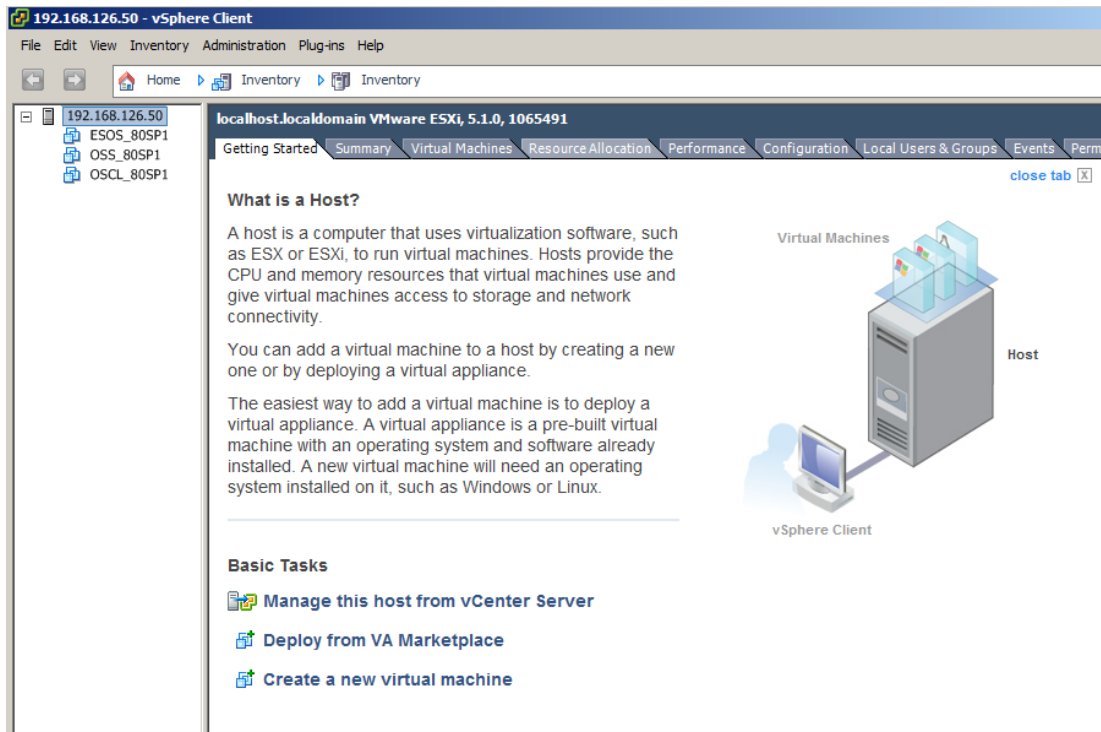 192.168.126.50 - vSphere Client
File Edit View Inventory Administration Plug-ins Help
Home Inventory Inventory
192.168.126.50
ESOS_80SP1
OSS_80SP1
OSCL_80SP1
localhost.localdomain VMware ESXi, 5.1.0, 1065491
Getting Started Summary Virtual Machines Resource Allocation Performance Configuration Local Users & Groups Events Perm
close tab X
What is a Host?
A host is a computer that uses virtualization software, such
as ESX or ESXi, to run virtual machines. Hosts provide the
CPU and memory resources that virtual machines use and
give virtual machines access to storage and network
connectivity.
You can add a virtual machine to a host by creating a new
one or by deploying a virtual appliance.
The easiest way to add a virtual machine is to deploy a
virtual appliance. A virtual appliance is a pre-built virtual
machine with an operating system and software already
installed. A new virtual machine will need an operating
system installed on it, such as Windows or Linux.
Virtual Machines
Host
vSphere Client
Basic Tasks
Manage this host from vCenter Server
Deploy from VA Marketplace
Create a new virtual machine